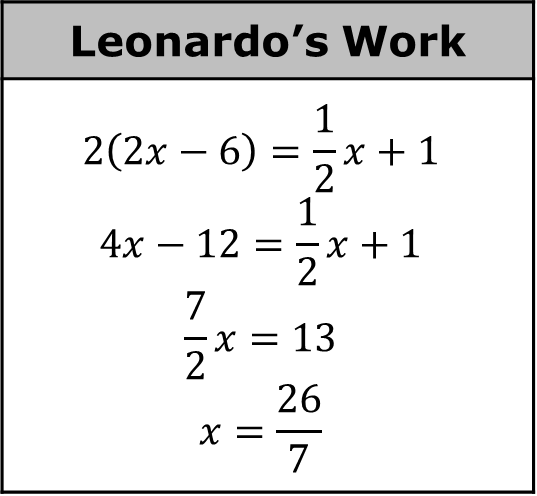 Leonardo’s Work
2(2x − 6) = 1/2 x + 1
4x − 12 = 1/2 x + 1
7/2 x = 13
x = 26/7